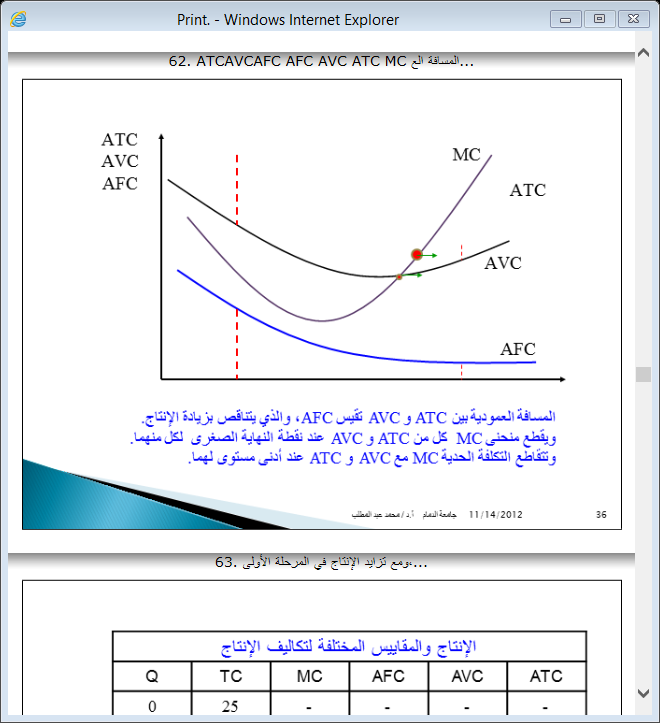 Print. - Windows Internet Explorer
62. ATCAVCAFC AFC AVC ATC MC المسافة الع...
ATC
AVC
AFC
MC
ATC
AVC
AFC
المسافة العمودية بين ATC و AVC تقيس AFC، والذي يتناقص بزيادة الإنتاج.
ويقطع منحنى MC كل من ATC و AVC عند نقطة النهاية الصغرى لكل منهما.
وتتقاطع التكلفة الحدية MC مع AVC و ATC عند أدنى مستوى لهما.
جامعة الدمام أ.د / محمد عبد المطلب 11/14/2012 36
63. ومع تزايد الإنتاج في المرحلة الأولى،...
الإنتاج والمقاييس المختلفة لتكاليف الإنتاج
Q TC MC AFC AVC ATC
0 25 - - - -